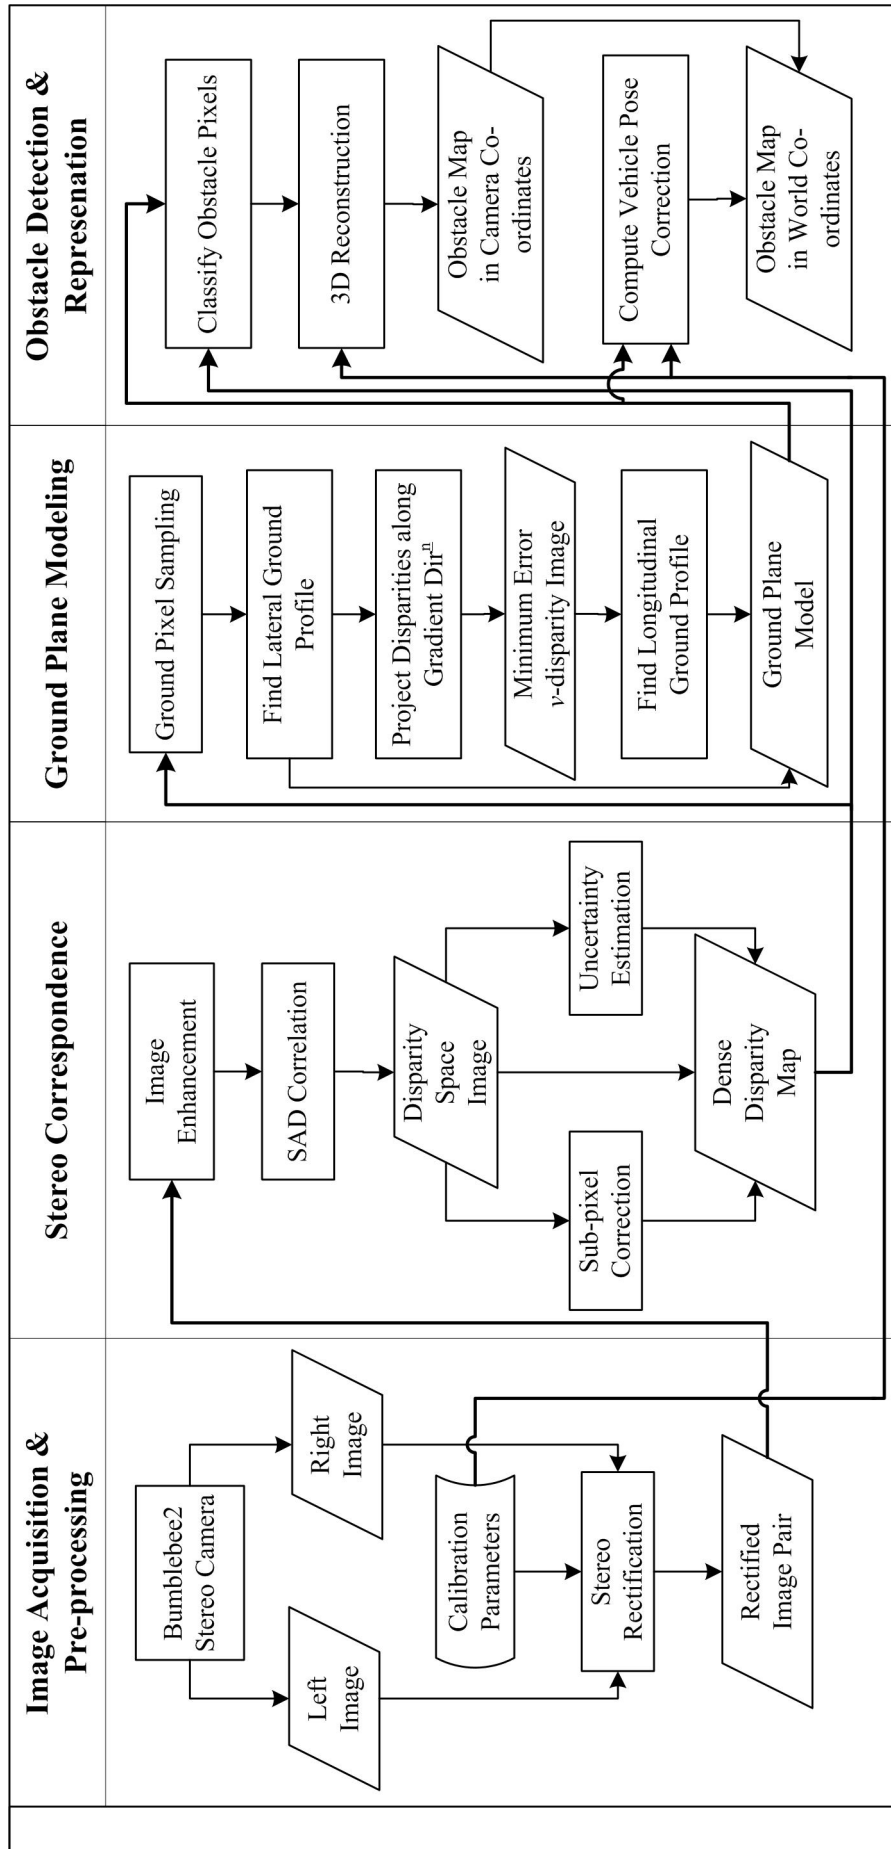 Image Acquisition &
Pre-processing
Bumblebee2
Stereo Camera
Left
Image
Right
Image
Calibration
Parameters
Stereo
Rectification
Rectified
Image Pair
Stereo Correspondence
Image
Enhancement
SAD Correlation
Disparity
Space
Image
Sub-pixel
Correction
Uncertainty
Estimation
Dense
Disparity
Map
Ground Plane Modeling
Ground Pixel Sampling
Find Lateral Ground
Profile
Project Disparities along
Gradient Dirⁿ
Minimum Error
v-disparity Image
Find Longitudinal
Ground Profile
Ground Plane
Model
Obstacle Detection &
Represenation
Classify Obstacle Pixels
3D Reconstruction
Obstacle Map
in Camera Co-
ordinates
Compute Vehicle Pose
Correction
Obstacle Map
in World Co-
ordinates